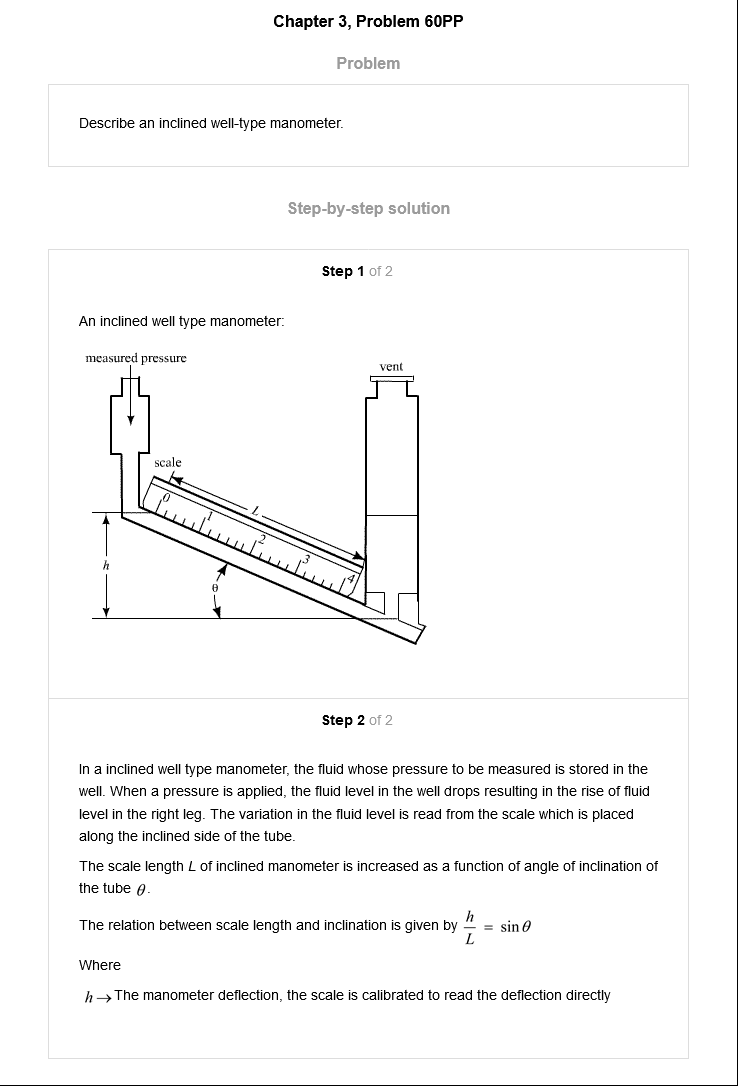 Chapter 3, Problem 60PP
Problem
Describe an inclined well-type manometer.
Step-by-step solution
Step 1 of 2
An inclined well type manometer:
measured pressure
vent
scale
L
0
1
2
3
4
h
θ
Step 2 of 2
In a inclined well type manometer, the fluid whose pressure to be measured is stored in the
well. When a pressure is applied, the fluid level in the well drops resulting in the rise of fluid
level in the right leg. The variation in the fluid level is read from the scale which is placed
along the inclined side of the tube.
The scale length L of inclined manometer is increased as a function of angle of inclination of
the tube θ.
The relation between scale length and inclination is given by h/L = sin θ
Where
h → The manometer deflection, the scale is calibrated to read the deflection directly